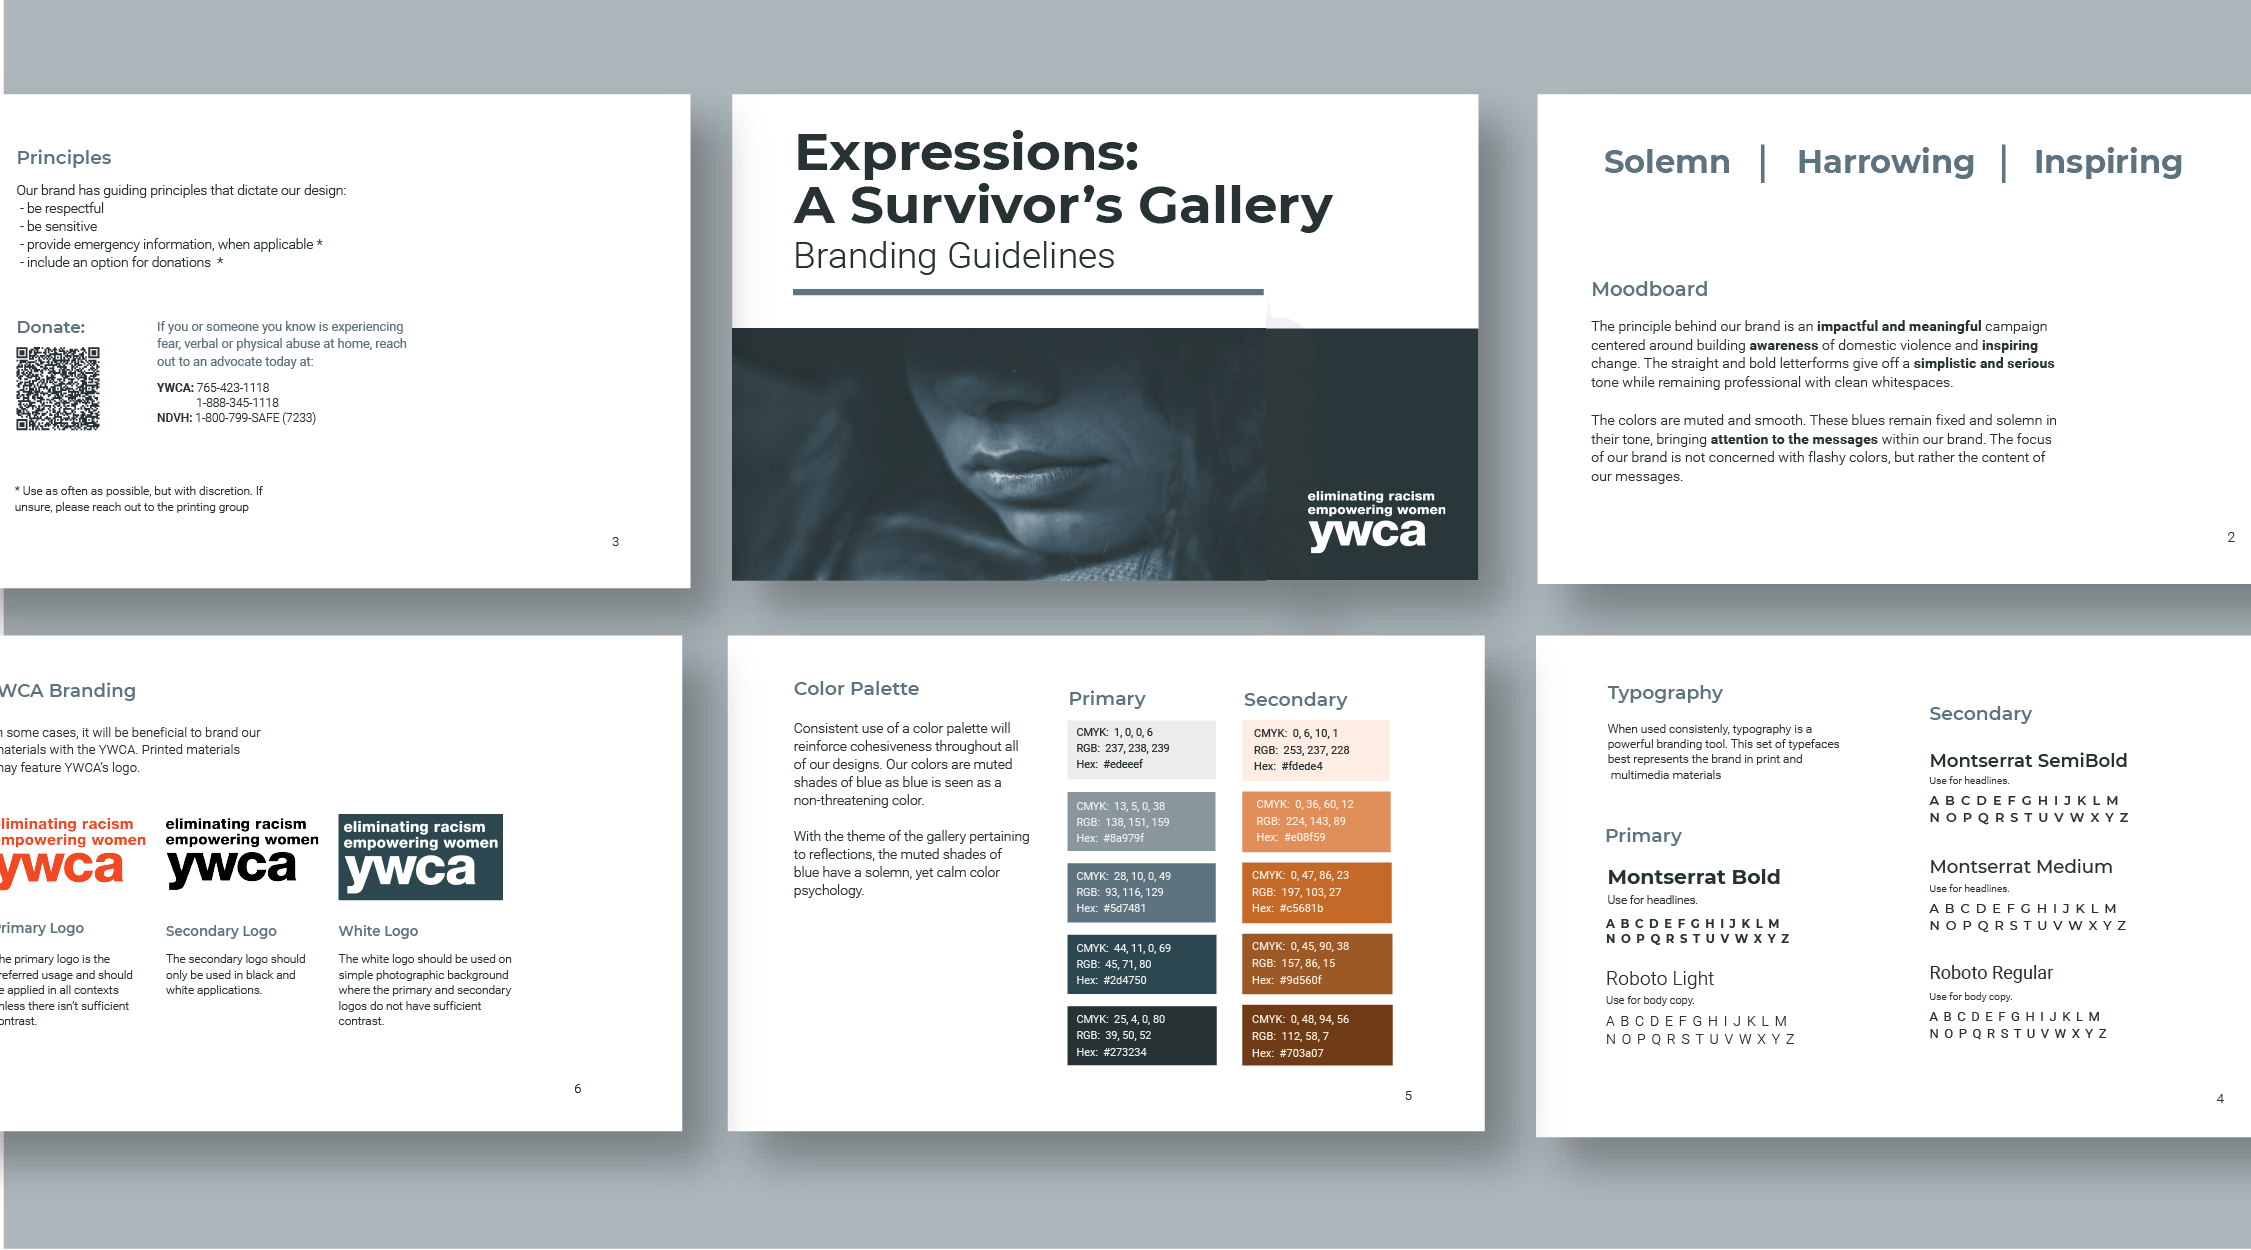 Principles
Our brand has guiding principles that dictate our design:
- be respectful
- be sensitive
- provide emergency information, when applicable *
- include an option for donations *
Donate:
If you or someone you know is experiencing
fear, verbal or physical abuse at home, reach
out to an advocate today at:
YWCA: 765-423-1118
1-888-345-1118
NDVH: 1-800-799-SAFE (7233)
* Use as often as possible, but with discretion. If
unsure, please reach out to the printing group
3
Expressions:
A Survivor's Gallery
Branding Guidelines
eliminating racism
empowering women
ywca
Solemn | Harrowing | Inspiring
Moodboard
The principle behind our brand is an impactful and meaningful campaign
centered around building awareness of domestic violence and inspiring
change. The straight and bold letterforms give off a simplistic and serious
tone while remaining professional with clean whitespaces.
The colors are muted and smooth. These blues remain fixed and solemn in
their tone, bringing attention to the messages within our brand. The focus
of our brand is not concerned with flashy colors, but rather the content of
our messages.
2
WCA Branding
n some cases, it will be beneficial to brand our
naterials with the YWCA. Printed materials
nay feature YWCA's logo.
liminating racism
mpowering women
ywca
rimary Logo
he primary logo is the
referred usage and should
e applied in all contexts
nless there isn't sufficient
ontrast.
eliminating racism
empowering women
ywca
Secondary Logo
The secondary logo should
only be used in black and
white applications.
eliminating racism
empowering women
ywca
White Logo
The white logo should be used on
simple photographic background
where the primary and secondary
logos do not have sufficient
contrast.
6
Color Palette
Consistent use of a color palette will
reinforce cohesiveness throughout all
of our designs. Our colors are muted
shades of blue as blue is seen as a
non-threatening color.
With the theme of the gallery pertaining
to reflections, the muted shades of
blue have a solemn, yet calm color
psychology.
Primary
CMYK: 1, 0, 0, 6
RGB: 237, 238, 239
Hex: #edeeef
CMYK: 13, 5, 0, 38
RGB: 138, 151, 159
Hex: #8a979f
CMYK: 28, 10, 0, 49
RGB: 93, 116, 129
Hex: #5d7481
CMYK: 44, 11, 0, 69
RGB: 45, 71, 80
Hex: #2d4750
CMYK: 25, 4, 0, 80
RGB: 39, 50, 52
Hex: #273234
Secondary
CMYK: 0, 6, 10, 1
RGB: 253, 237, 228
Hex: #fdede4
CMYK: 0, 36, 60, 12
RGB: 224, 143, 89
Hex: #e08f59
CMYK: 0, 47, 86, 23
RGB: 197, 103, 27
Hex: #c5681b
CMYK: 0, 45, 90, 38
RGB: 157, 86, 15
Hex: #9d560f
CMYK: 0, 48, 94, 56
RGB: 112, 58, 7
Hex: #703a07
5
Typography
When used consistenly, typography is a
powerful branding tool. This set of typefaces
best represents the brand in print and
multimedia materials
Primary
Montserrat Bold
Use for headlines.
A B C D E F G H I J K L M
N O P Q R S T U V W X Y Z
Roboto Light
Use for body copy.
A B C D E F G H I J K L M
N O P Q R S T U V W X Y Z
Secondary
Montserrat SemiBold
Use for headlines.
A B C D E F G H I J K L M
N O P Q R S T U V W X Y Z
Montserrat Medium
Use for headlines.
A B C D E F G H I J K L M
N O P Q R S T U V W X Y Z
Roboto Regular
Use for body copy.
A B C D E F G H I J K L M
N O P Q R S T U V W X Y Z
4